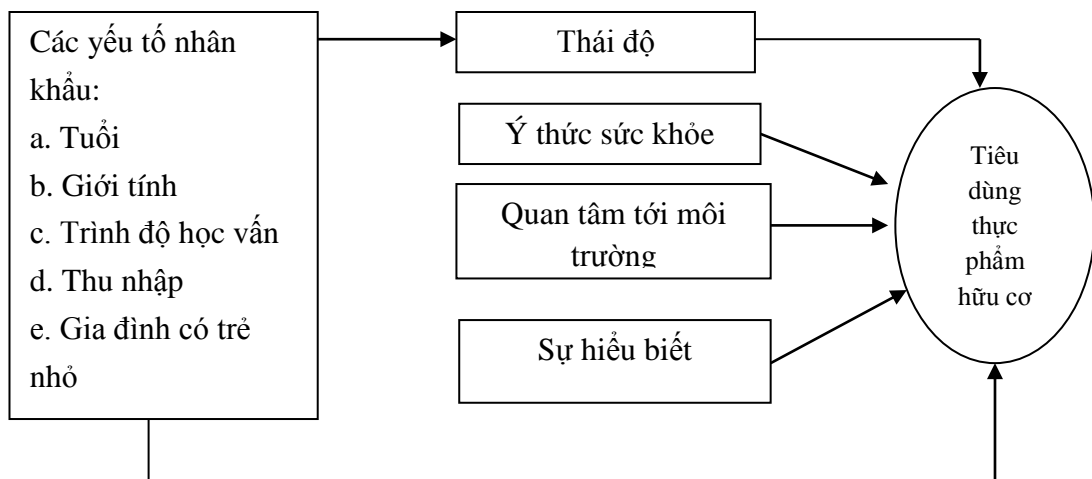 Các yếu tố nhân
khẩu:
a. Tuổi
b. Giới tính
c. Trình độ học vấn
d. Thu nhập
e. Gia đình có trẻ
nhỏ
Thái độ
Ý thức sức khỏe
Quan tâm tới môi
trường
Sự hiểu biết
Tiêu
dùng
thực
phẩm
hữu cơ